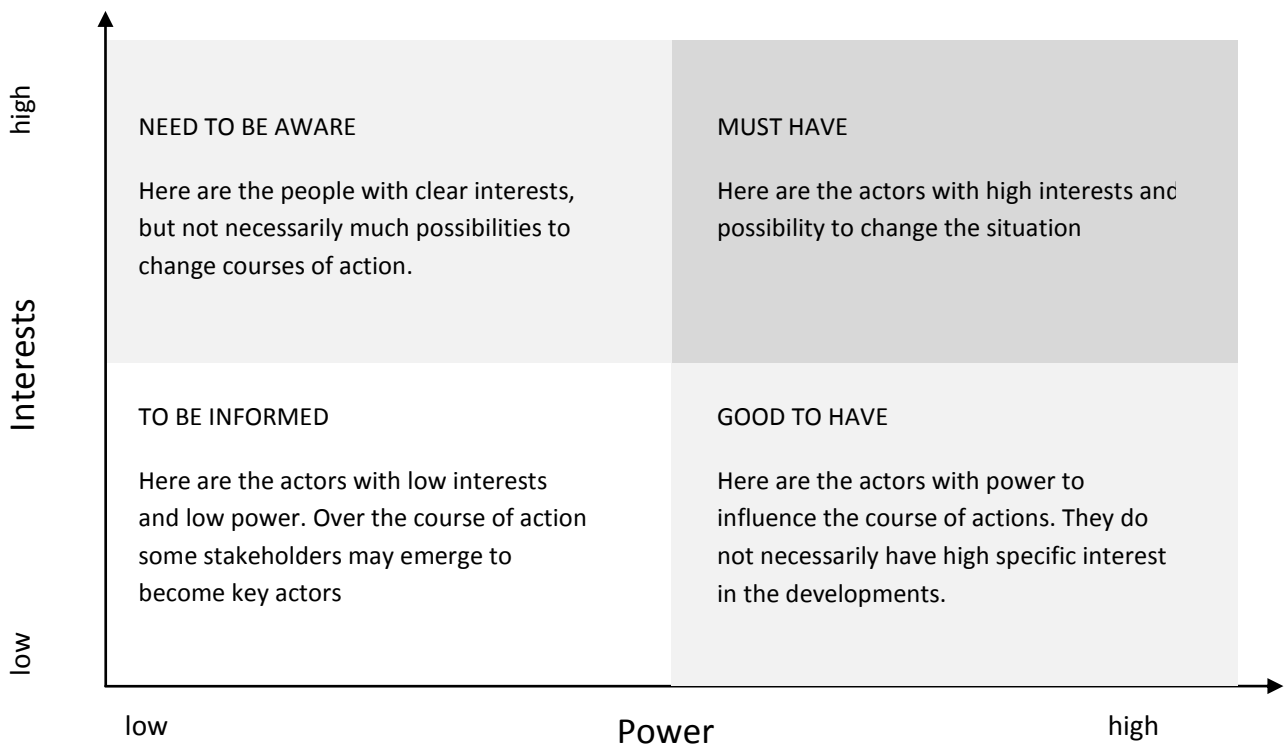 high
NEED TO BE AWARE
Here are the people with clear interests,
but not necessarily much possibilities to
change courses of action.
MUST HAVE
Here are the actors with high interests and
possibility to change the situation
Interests
TO BE INFORMED
Here are the actors with low interests
and low power. Over the course of action
some stakeholders may emerge to
become key actors
GOOD TO HAVE
Here are the actors with power to
influence the course of actions. They do
not necessarily have high specific interest
in the developments.
low
low
Power
high